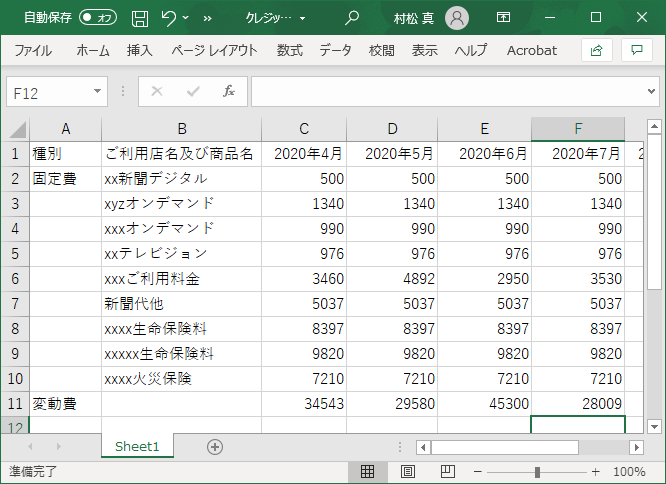 自動保存 オフ クレジッ… 村松 真
ファイル ホーム 挿入 ページ レイアウト 数式 データ 校閲 表示 ヘルプ Acrobat
F12 fx
A B C D E F
1 種別 ご利用店名及び商品名 2020年4月 2020年5月 2020年6月 2020年7月 2
2 固定費 xx新聞デジタル 500 500 500 500
3 xyzオンデマンド 1340 1340 1340 1340
4 xxxオンデマンド 990 990 990 990
5 xxテレビジョン 976 976 976 976
6 xxxご利用料金 3460 4892 2950 3530
7 新聞代他 5037 5037 5037 5037
8 xxxx生命保険料 8397 8397 8397 8397
9 xxxxx生命保険料 9820 9820 9820 9820
10 xxxx火災保険 7210 7210 7210 7210
11 変動費 34543 29580 45300 28009
12
Sheet1
準備完了 100%